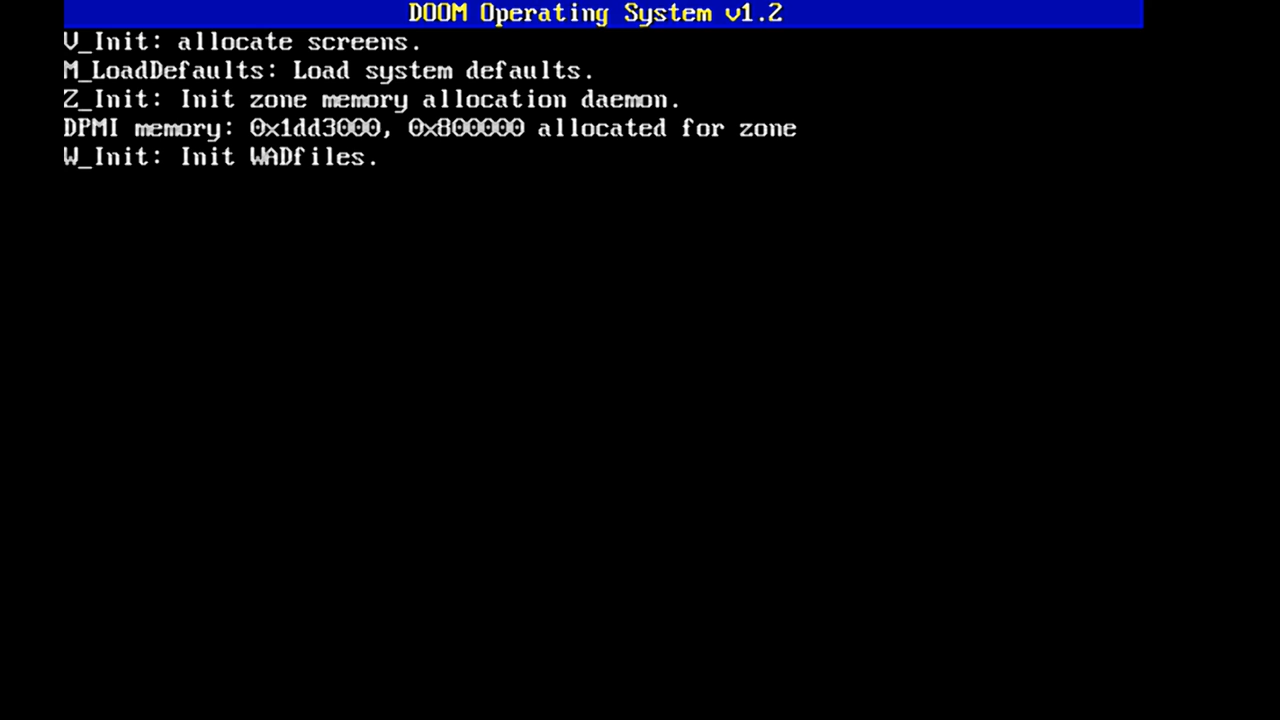 DOOM Operating System v1.2
V_Init: allocate screens.
M_LoadDefaults: Load system defaults.
Z_Init: Init zone memory allocation daemon.
DPMI memory: 0x1dd3000, 0x800000 allocated for zone
W_Init: Init WADfiles.